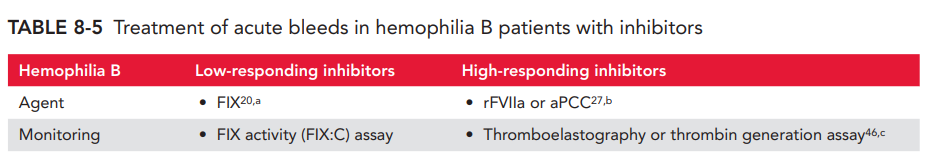 TABLE 8-5 Treatment of acute bleeds in hemophilia B patients with inhibitors
Hemophilia B Low-responding inhibitors High-responding inhibitors
Agent • FIX20,a • rFVIIa or aPCC27,b
Monitoring • FIX activity (FIX:C) assay • Thromboelastography or thrombin generation assay46,c